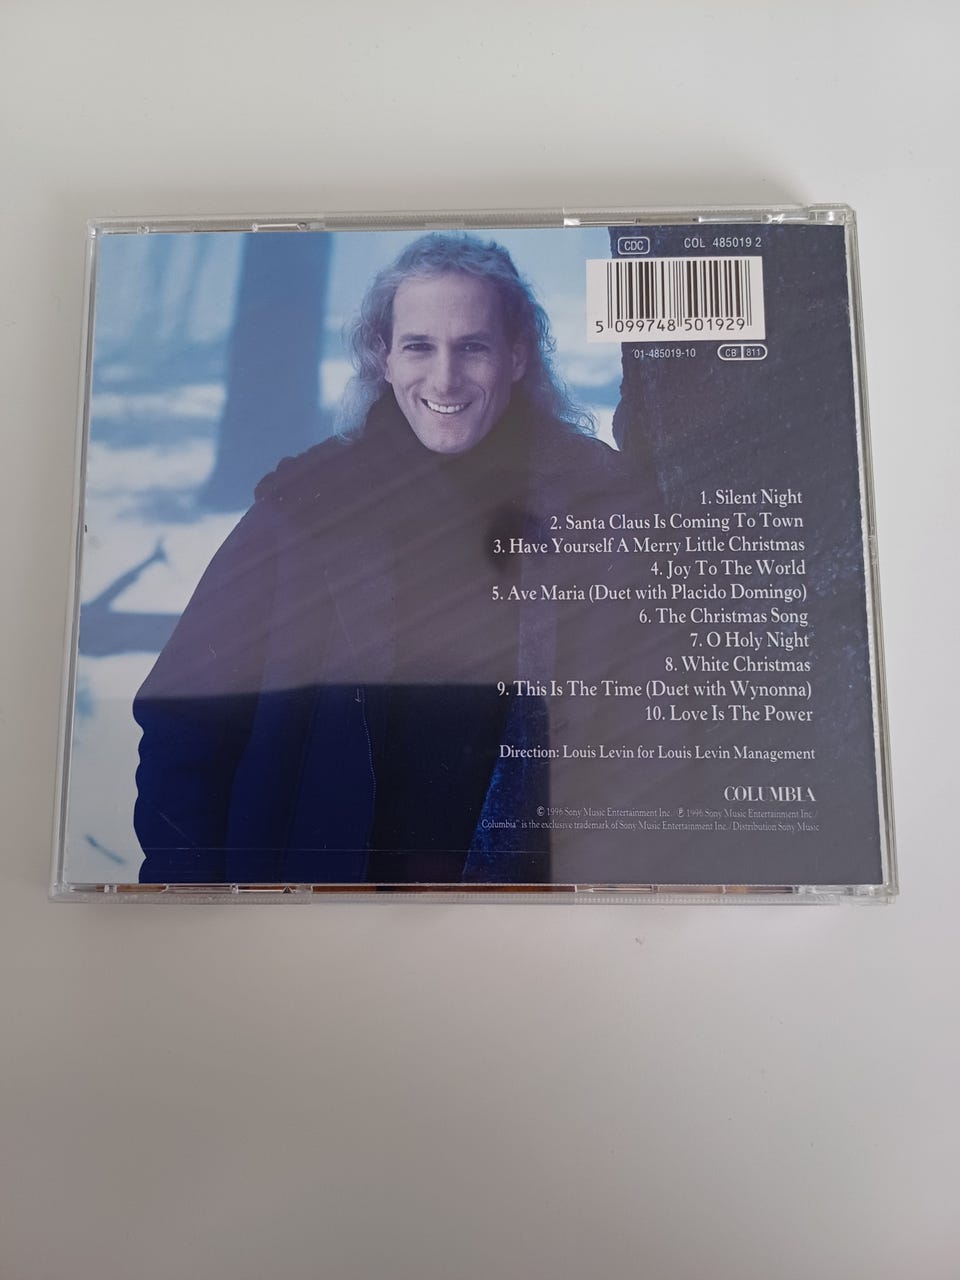 CDC COL 485019 2
5 099748 501929
01-485019-10 CB 811
1. Silent Night
2. Santa Claus Is Coming To Town
3. Have Yourself A Merry Little Christmas
4. Joy To The World
5. Ave Maria (Duet with Placido Domingo)
6. The Christmas Song
7. O Holy Night
8. White Christmas
9. This Is The Time (Duet with Wynonna)
10. Love Is The Power
Direction: Louis Levin for Louis Levin Management
COLUMBIA
© 1996 Sony Music Entertainment Inc. ℗ 1996 Sony Music Entertainment Inc./
Columbia™ is the exclusive trademark of Sony Music Entertainment Inc./Distribution Sony Music